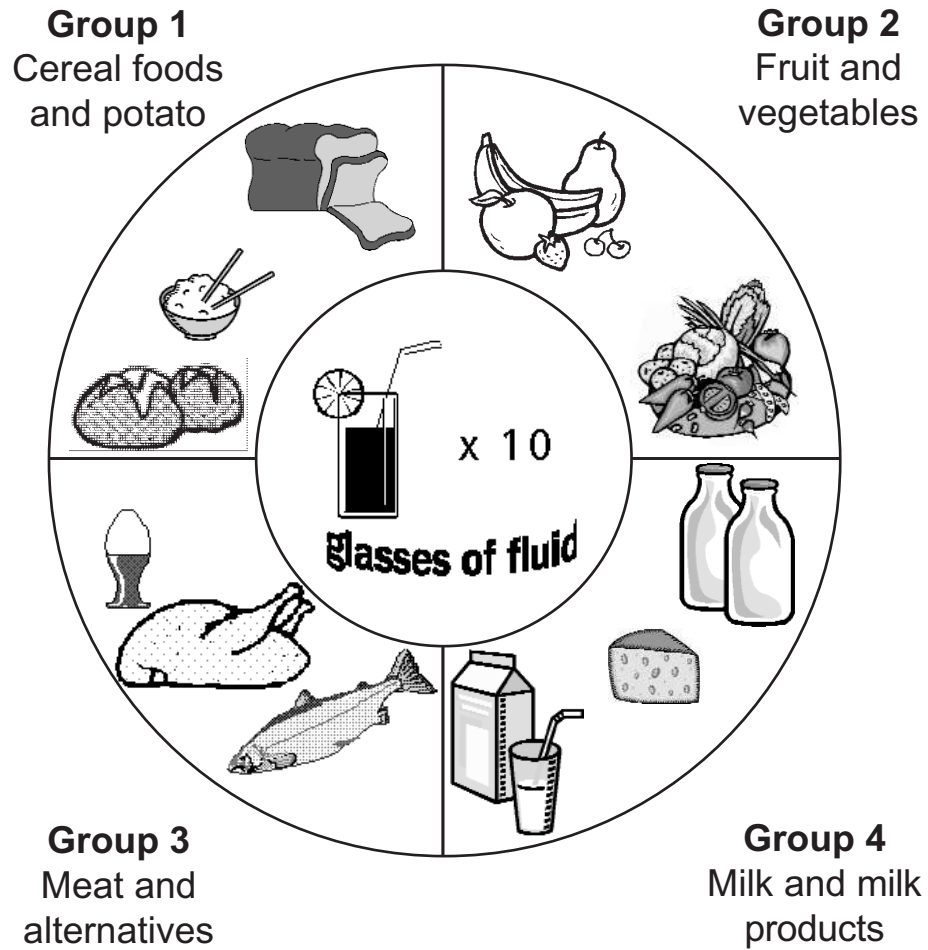 Group 1
Cereal foods
and potato
Group 2
Fruit and
vegetables
x 10
glasses of fluid
Group 3
Meat and
alternatives
Group 4
Milk and milk
products